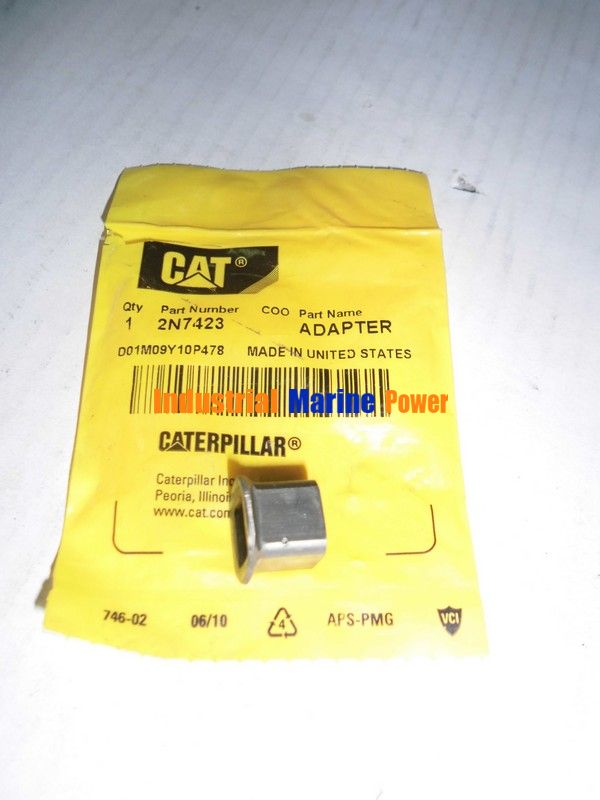 CAT®
Qty Part Number COO Part Name
1 2N7423 ADAPTER
D01M09Y10P478 MADE IN UNITED STATES
Industrial Marine Power
CATERPILLAR®
Caterpillar Inc
Peoria, Illinois
www.cat.com
746-02 06/10 4 APS-PMG VCI